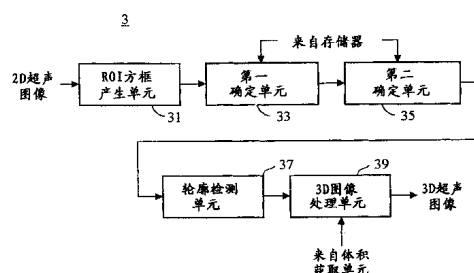 3
来自存储器
2D超声
图像
ROI方框
产生单元
31
第一
确定单元
33
第二
确定单元
35
轮廓检测
单元
37
3D图像
处理单元
39
3D超声
图像
来自体积
获取单元